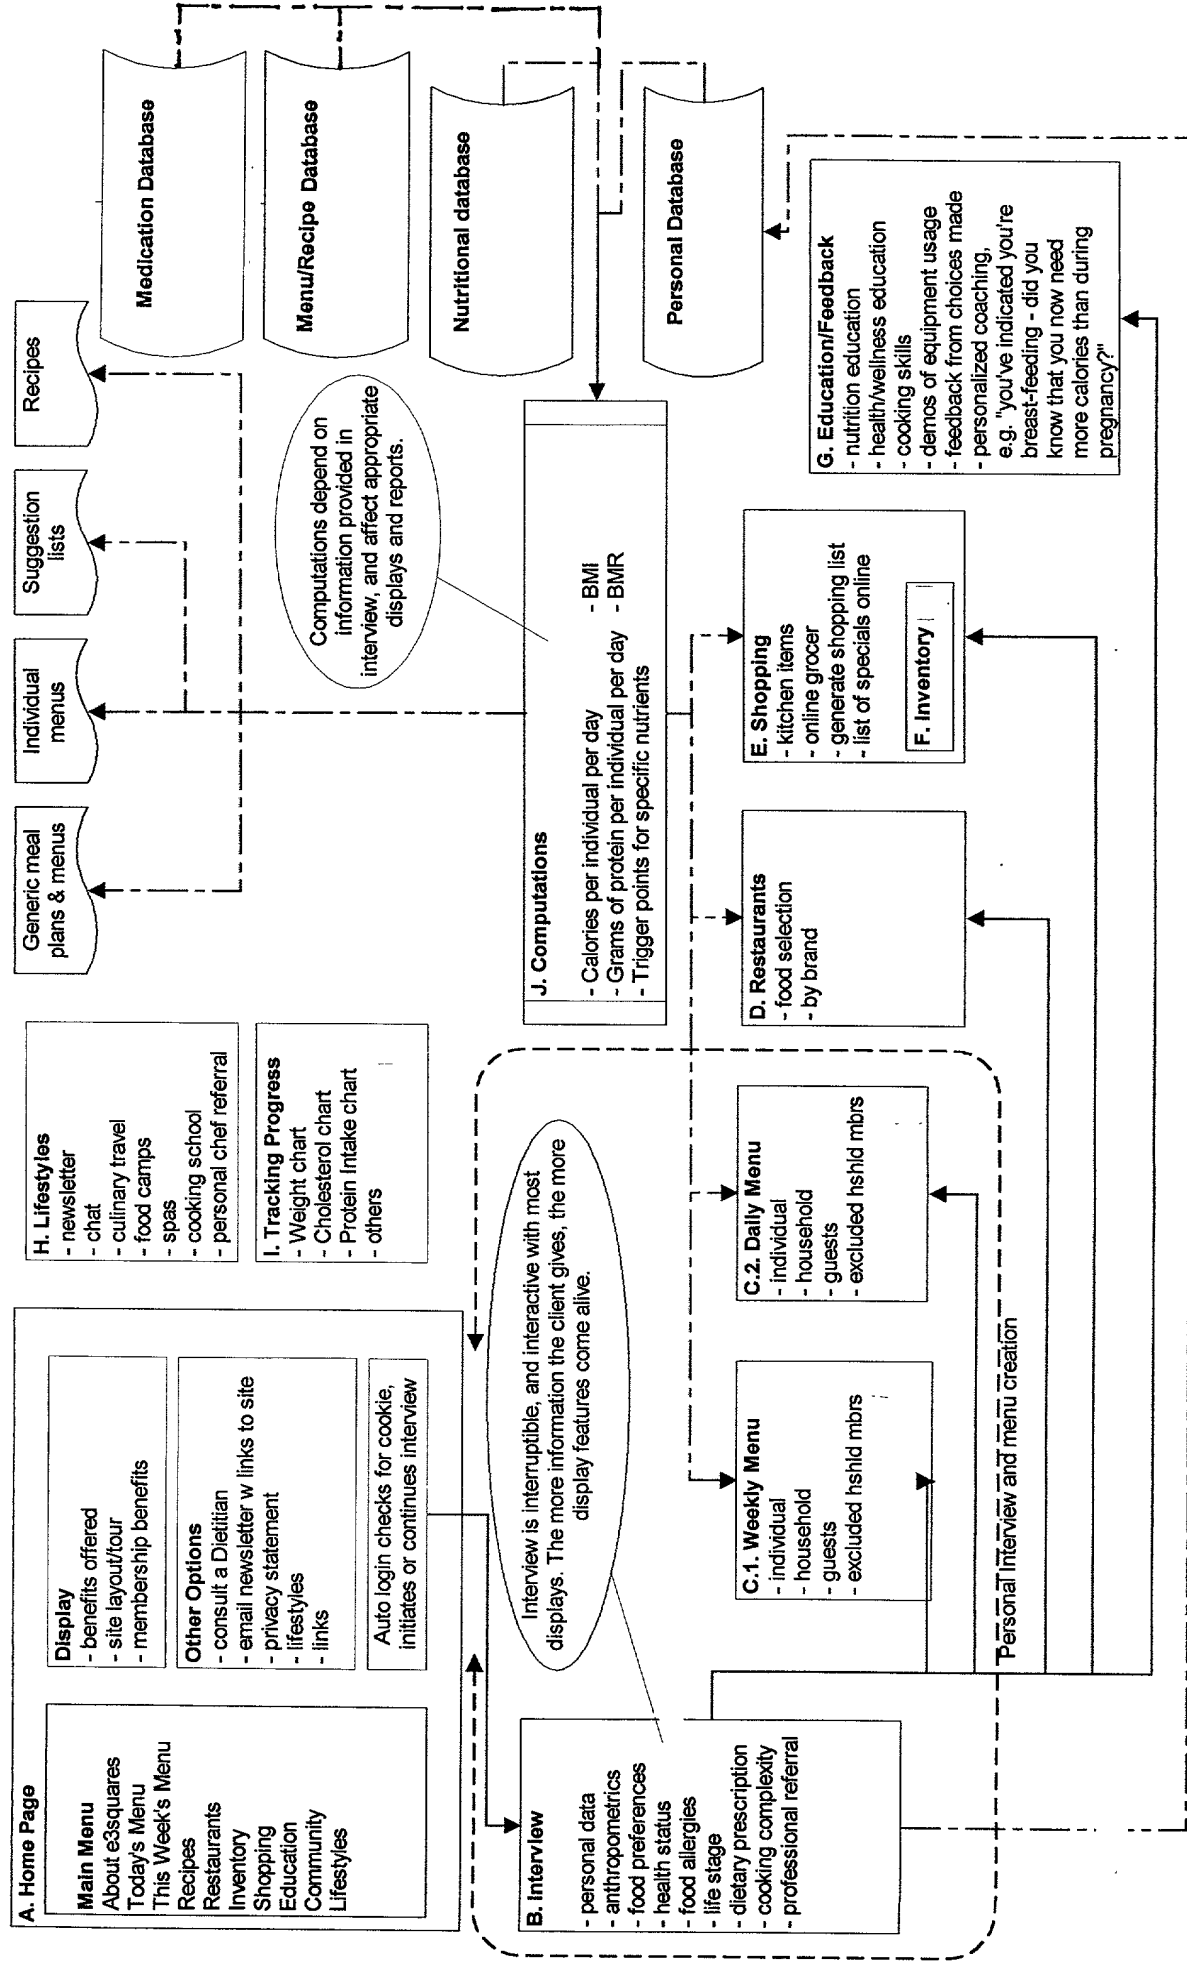 A. Home Page
Main Menu
About e3squares
Today's Menu
This Week's Menu
Recipes
Restaurants
Inventory
Shopping
Education
Community
Lifestyles
Display
- benefits offered
- site layout/tour
- membership benefits
Other Options
- consult a Dietitian
- email newsletter w links to site
- privacy statement
- lifestyles
- links
Auto login checks for cookie,
initiates or continues interview
H. Lifestyles
- newsletter
- chat
- culinary travel
- food camps
- spas
- cooking school
- personal chef referral
I. Tracking Progress
- Weight chart
- Cholesterol chart
- Protein Intake chart
- others
Generic meal
plans & menus
Individual
menus
Suggestion
lists
Recipes
Medication Database
Menu/Recipe Database
Nutritional database
Personal Database
Computations depend on
information provided in
interview, and affect appropriate
displays and reports.
Interview is interruptible, and interactive with most
displays. The more information the client gives, the more
display features come alive.
J. Computations
- Calories per individual per day - BMI
- Grams of protein per individual per day - BMR
- Trigger points for specific nutrients
B. Interview
- personal data
- anthropometrics
- food preferences
- health status
- food allergies
- life stage
- dietary prescription
- cooking complexity
- professional referral
C.1. Weekly Menu
- individual
- household
- guests
- excluded hshld mbrs
C.2. Daily Menu
- individual
- household
- guests
- excluded hshld mbrs
D. Restaurants
- food selection
- by brand
E. Shopping
- kitchen items
- online grocer
- generate shopping list
- list of specials online
F. Inventory
G. Education/Feedback
- nutrition education
- health/wellness education
- cooking skills
- demos of equipment usage
- feedback from choices made
- personalized coaching,
e.g. "you've indicated you're
breast-feeding - did you
know that you now need
more calories than during
pregnancy?"
Personal Interview and menu creation